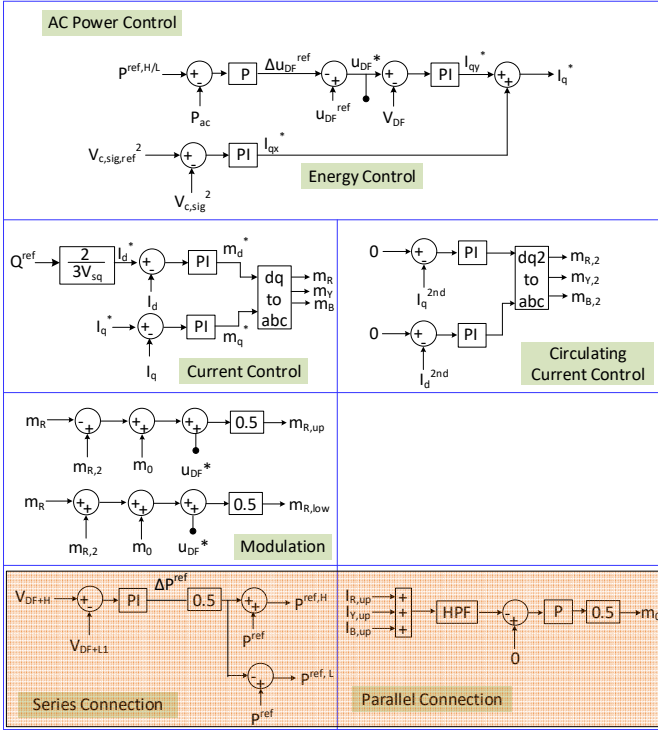 AC Power Control
P^ref,H/L
+
-
P
Δu_DF^ref
-
+
u_DF*
+
-
PI
I_qy^*
+
+
I_q^*
P_ac
u_DF^ref
V_DF
V_c,sig,ref^2
+
-
PI
I_qx^*
Energy Control
V_c,sig^2
Q^ref
2
3V_sq
I_d^*
+
-
PI
m_d^*
I_d
dq
to
abc
m_R
m_Y
m_B
I_q^*
+
-
PI
m_q^*
I_q
Current Control
0
+
-
PI
I_q^2nd
dq2
to
abc
m_R,2
m_Y,2
m_B,2
0
+
-
PI
I_d^2nd
Circulating
Current Control
m_R
-
+
+
+
+
+
0.5
m_R,up
m_R,2
m_0
u_DF*
m_R
+
+
+
+
+
+
0.5
m_R,low
m_R,2
m_0
u_DF*
Modulation
V_DF+H
+
-
PI
ΔP^ref
0.5
+
+
P^ref,H
V_DF+L1
P^ref
-
+
P^ref, L
P^ref
Series Connection
I_R,up
I_Y,up
I_B,up
+
+
+
HPF
-
+
P
0.5
m_0
0
Parallel Connection